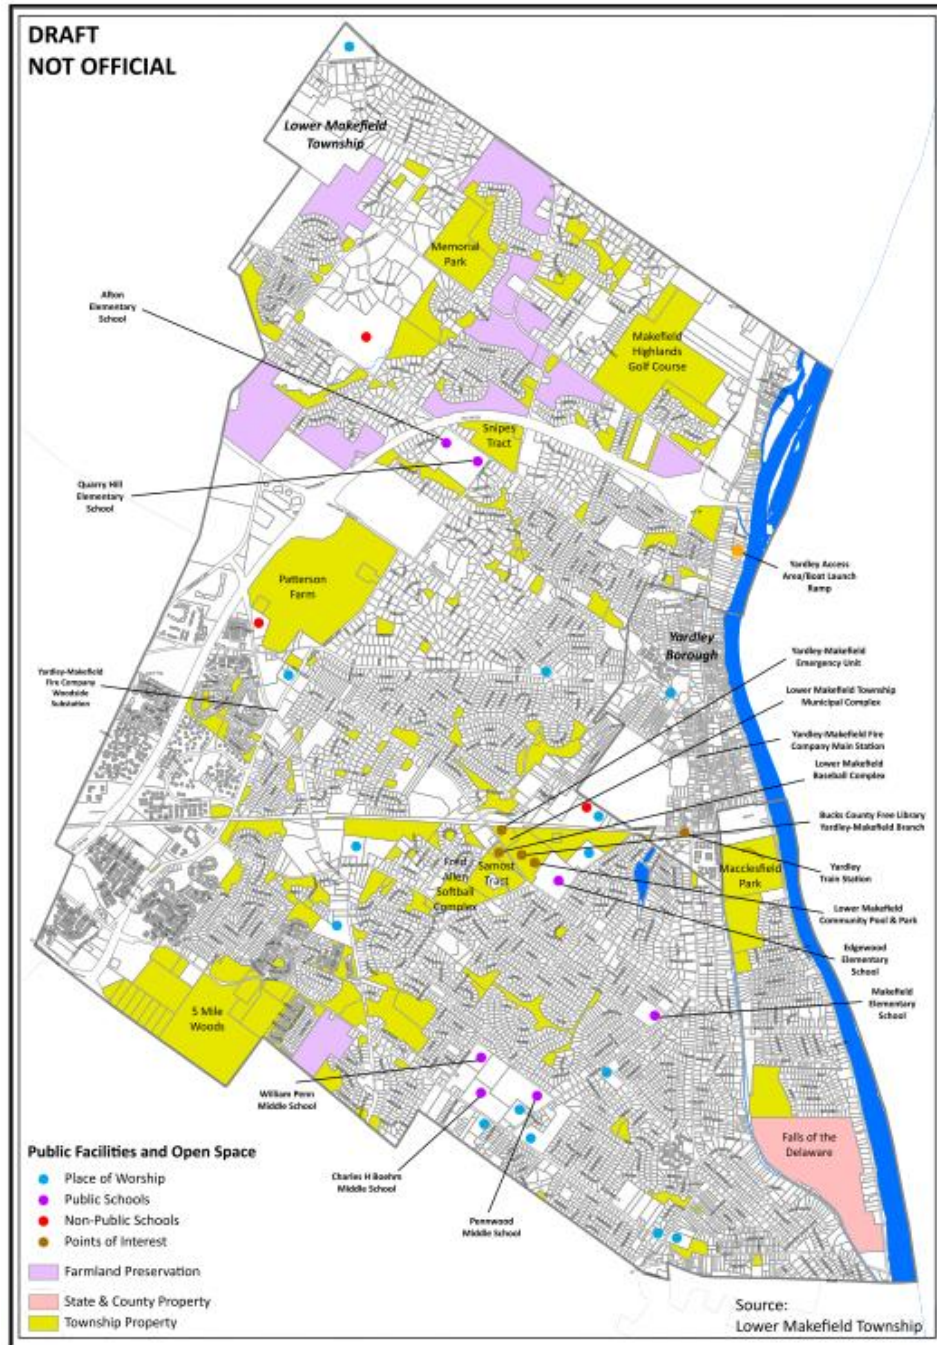 DRAFT
NOT OFFICIAL
Lower Makefield
Township
Memorial
Park
Afton
Elementary
School
Makefield
Highlands
Golf Course
Snipes
Tract
Quarry Hill
Elementary
School
Yardley Access
Area/Boat Launch
Ramp
Patterson
Farm
Yardley
Borough
Yardley-Makefield
Emergency Unit
Yardley-Makefield
Fire Company
Woodside
Substation
Lower Makefield Township
Municipal Complex
Yardley-Makefield Fire
Company Main Station
Lower Makefield
Baseball Complex
Bucks County Free Library
Yardley-Makefield Branch
Fred
Allen
Softball
Complex
Samost
Tract
Macclesfield
Park
Yardley
Train Station
Lower Makefield
Community Pool & Park
Edgewood
Elementary
School
Makefield
Elementary
School
5 Mile
Woods
William Penn
Middle School
Falls of the
Delaware
Charles H Boehm
Middle School
Pennwood
Middle School
Public Facilities and Open Space
Place of Worship
Public Schools
Non-Public Schools
Points of Interest
Farmland Preservation
State & County Property
Township Property
Source:
Lower Makefield Township